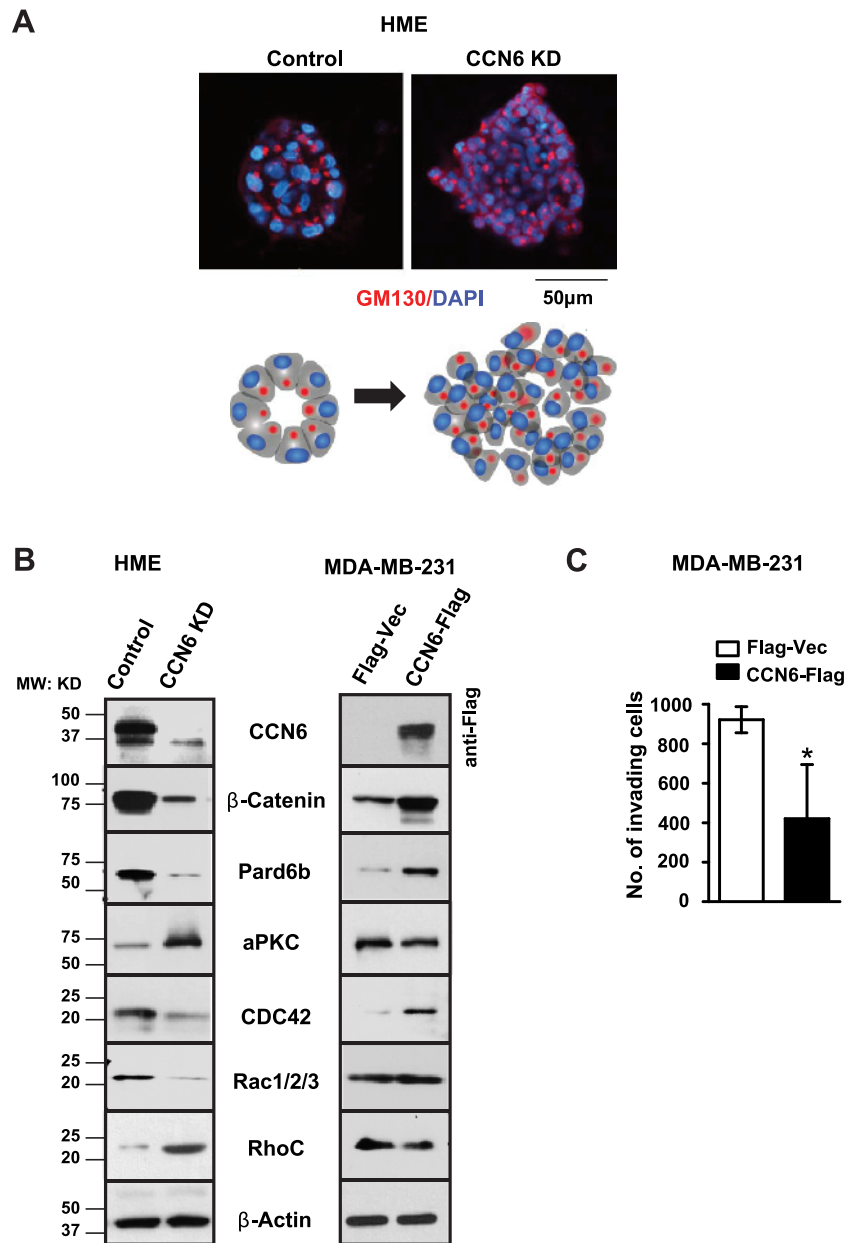 A
HME
Control CCN6 KD
GM130/DAPI 50μm
B HME MDA-MB-231
Control CCN6 KD Flag-Vec CCN6-Flag
MW: KD
50
37
CCN6
anti-Flag
100
75
β-Catenin
75
50
Pard6b
75
50
aPKC
25
20
CDC42
25
20
Rac1/2/3
25
20
RhoC
50
37
β-Actin
C MDA-MB-231
Flag-Vec
CCN6-Flag
No. of invading cells
1000
800
600
400
200
0
*